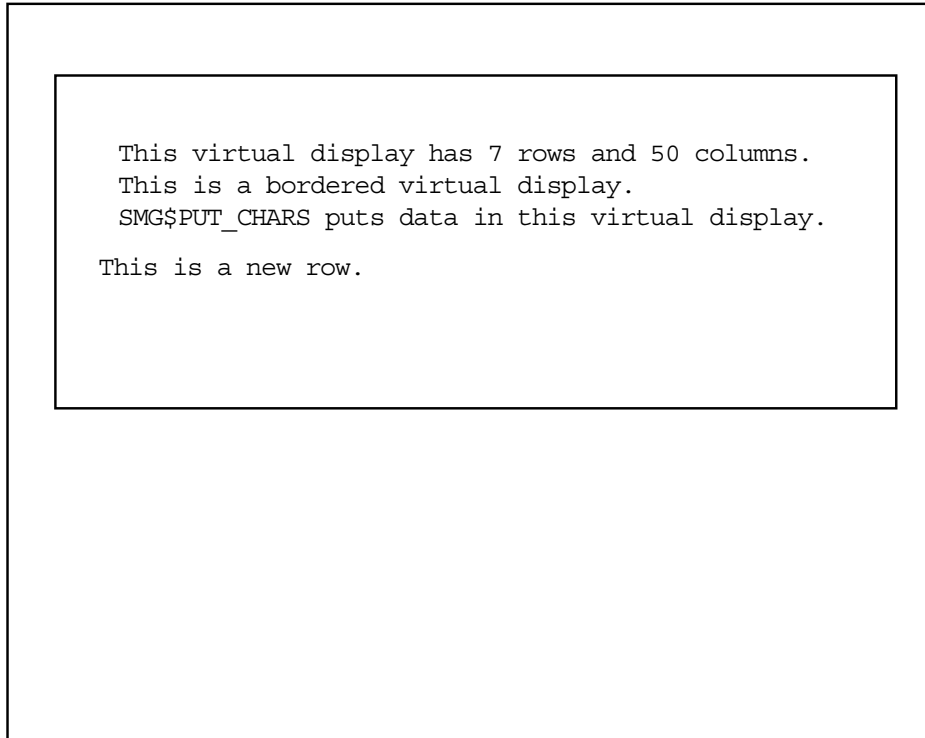 This virtual display has 7 rows and 50 columns.
This is a bordered virtual display.
SMG$PUT_CHARS puts data in this virtual display.
This is a new row.